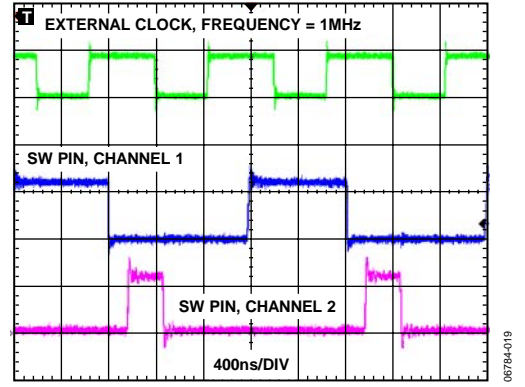 T
EXTERNAL CLOCK, FREQUENCY = 1MHz
SW PIN, CHANNEL 1
SW PIN, CHANNEL 2
400ns/DIV
06784-019